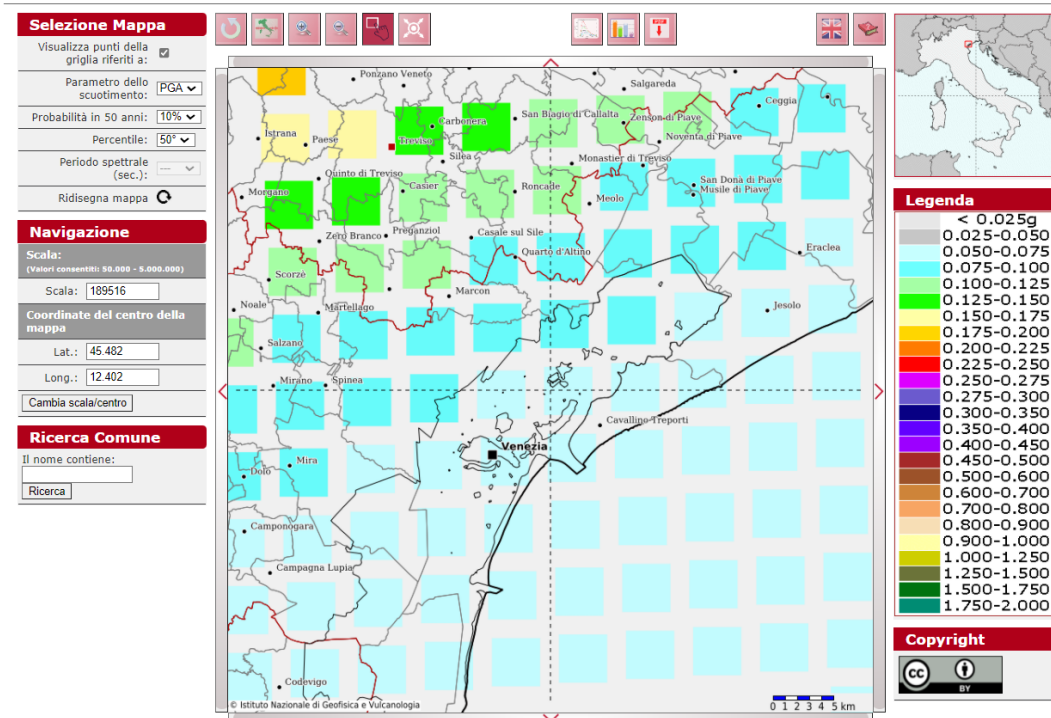 Selezione Mappa
Visualizza punti della
griglia riferiti a:
Parametro dello
scuotimento:
PGA
Probabilità in 50 anni:
10%
Percentile:
50°
Periodo spettrale
(sec.):
---
Ridisegna mappa
Navigazione
Scala:
(Valori consentiti: 50.000 - 5.000.000)
Scala:
189516
Coordinate del centro della
mappa
Lat.:
45.482
Long.:
12.402
Cambia scala/centro
Ricerca Comune
Il nome contiene:
Ricerca
PDF
Ponzano Veneto
Salgareda
Ceggia
Carbonera
San Biagio di Callalta
Zenson di Piave
Istrana
Paese
Treviso
Noventa di Piave
Silea
Monastier di Treviso
Quinto di Treviso
San Donà di Piave
Morgano
Casier
Roncade
Musile di Piave
Meolo
Zero Branco
Preganziol
Casale sul Sile
Quarto d'Altino
Eraclea
Scorzé
Marcon
Noale
Martellago
Jesolo
Salzano
Mirano
Spinea
Cavallino-Treporti
Venezia
Mira
Dolo
Camponogara
Campagna Lupia
Codevigo
© Istituto Nazionale di Geofisica e Vulcanologia
0 1 2 3 4 5 km
Legenda
< 0.025g
0.025-0.050
0.050-0.075
0.075-0.100
0.100-0.125
0.125-0.150
0.150-0.175
0.175-0.200
0.200-0.225
0.225-0.250
0.250-0.275
0.275-0.300
0.300-0.350
0.350-0.400
0.400-0.450
0.450-0.500
0.500-0.600
0.600-0.700
0.700-0.800
0.800-0.900
0.900-1.000
1.000-1.250
1.250-1.500
1.500-1.750
1.750-2.000
Copyright
cc
BY